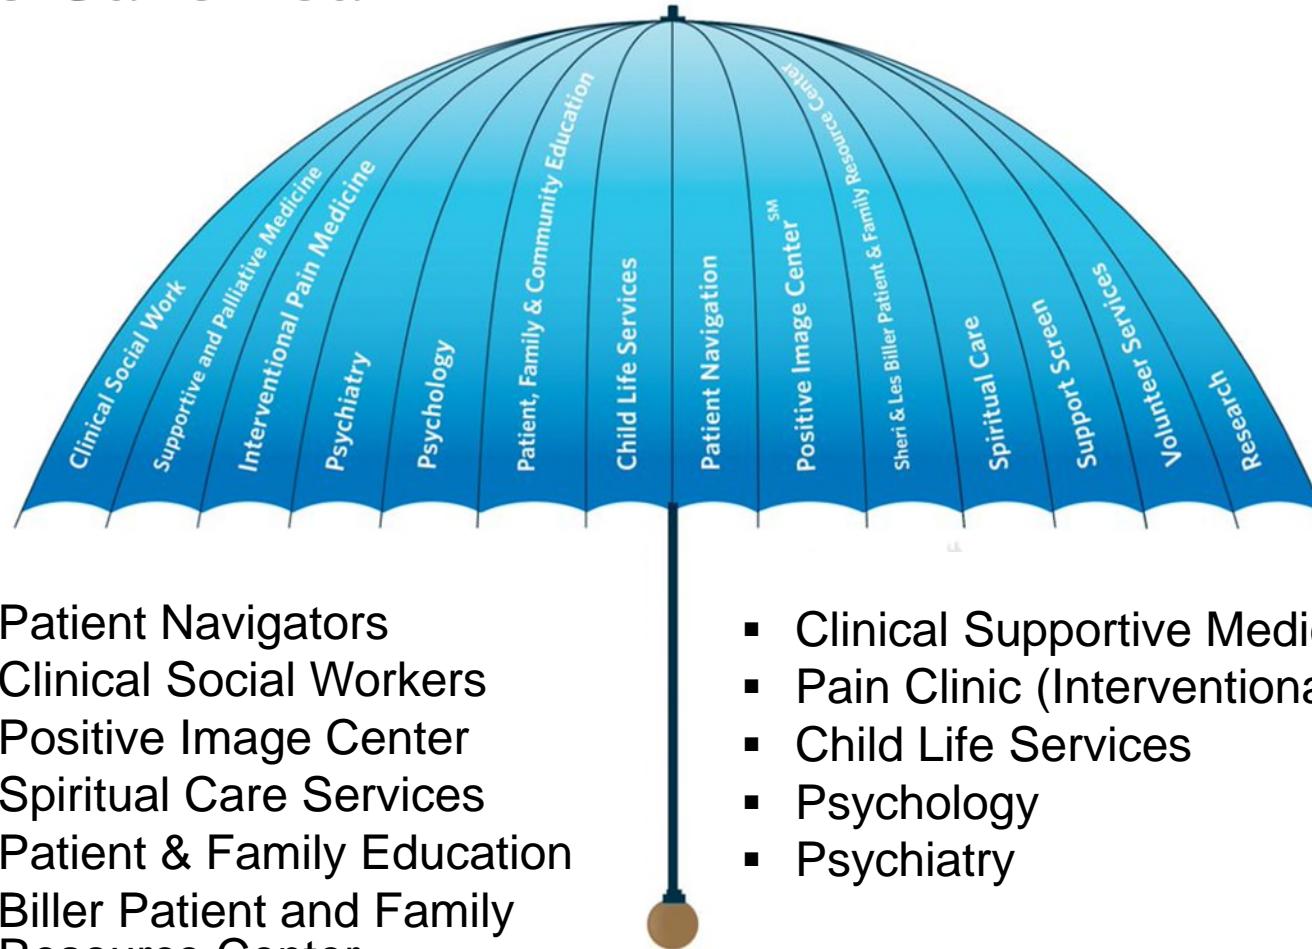 Clinical Social Work
Supportive and Palliative Medicine
Interventional Pain Medicine
Psychiatry
Psychology
Patient, Family & Community Education
Child Life Services
Patient Navigation
Positive Image Center SM
Sheri & Les Biller Patient & Family Resource Center
Spiritual Care
Support Screen
Volunteer Services
Research
Patient Navigators
Clinical Social Workers
Positive Image Center
Spiritual Care Services
Patient & Family Education
Biller Patient and Family
Resource Center
▪ Clinical Supportive
▪ Pain Clinic
▪ Child Life Services
▪ Psychology
▪ Psychiatry